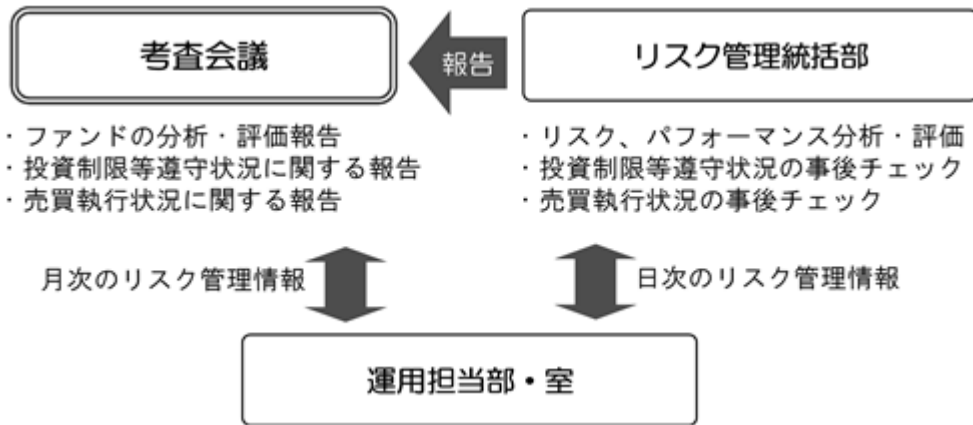 考査会議
報告
リスク管理統括部
・ファンドの分析・評価報告
・投資制限等遵守状況に関する報告
・売買執行状況に関する報告
・リスク、パフォーマンス分析・評価
・投資制限等遵守状況の事後チェック
・売買執行状況の事後チェック
月次のリスク管理情報
日次のリスク管理情報
運用担当部・室